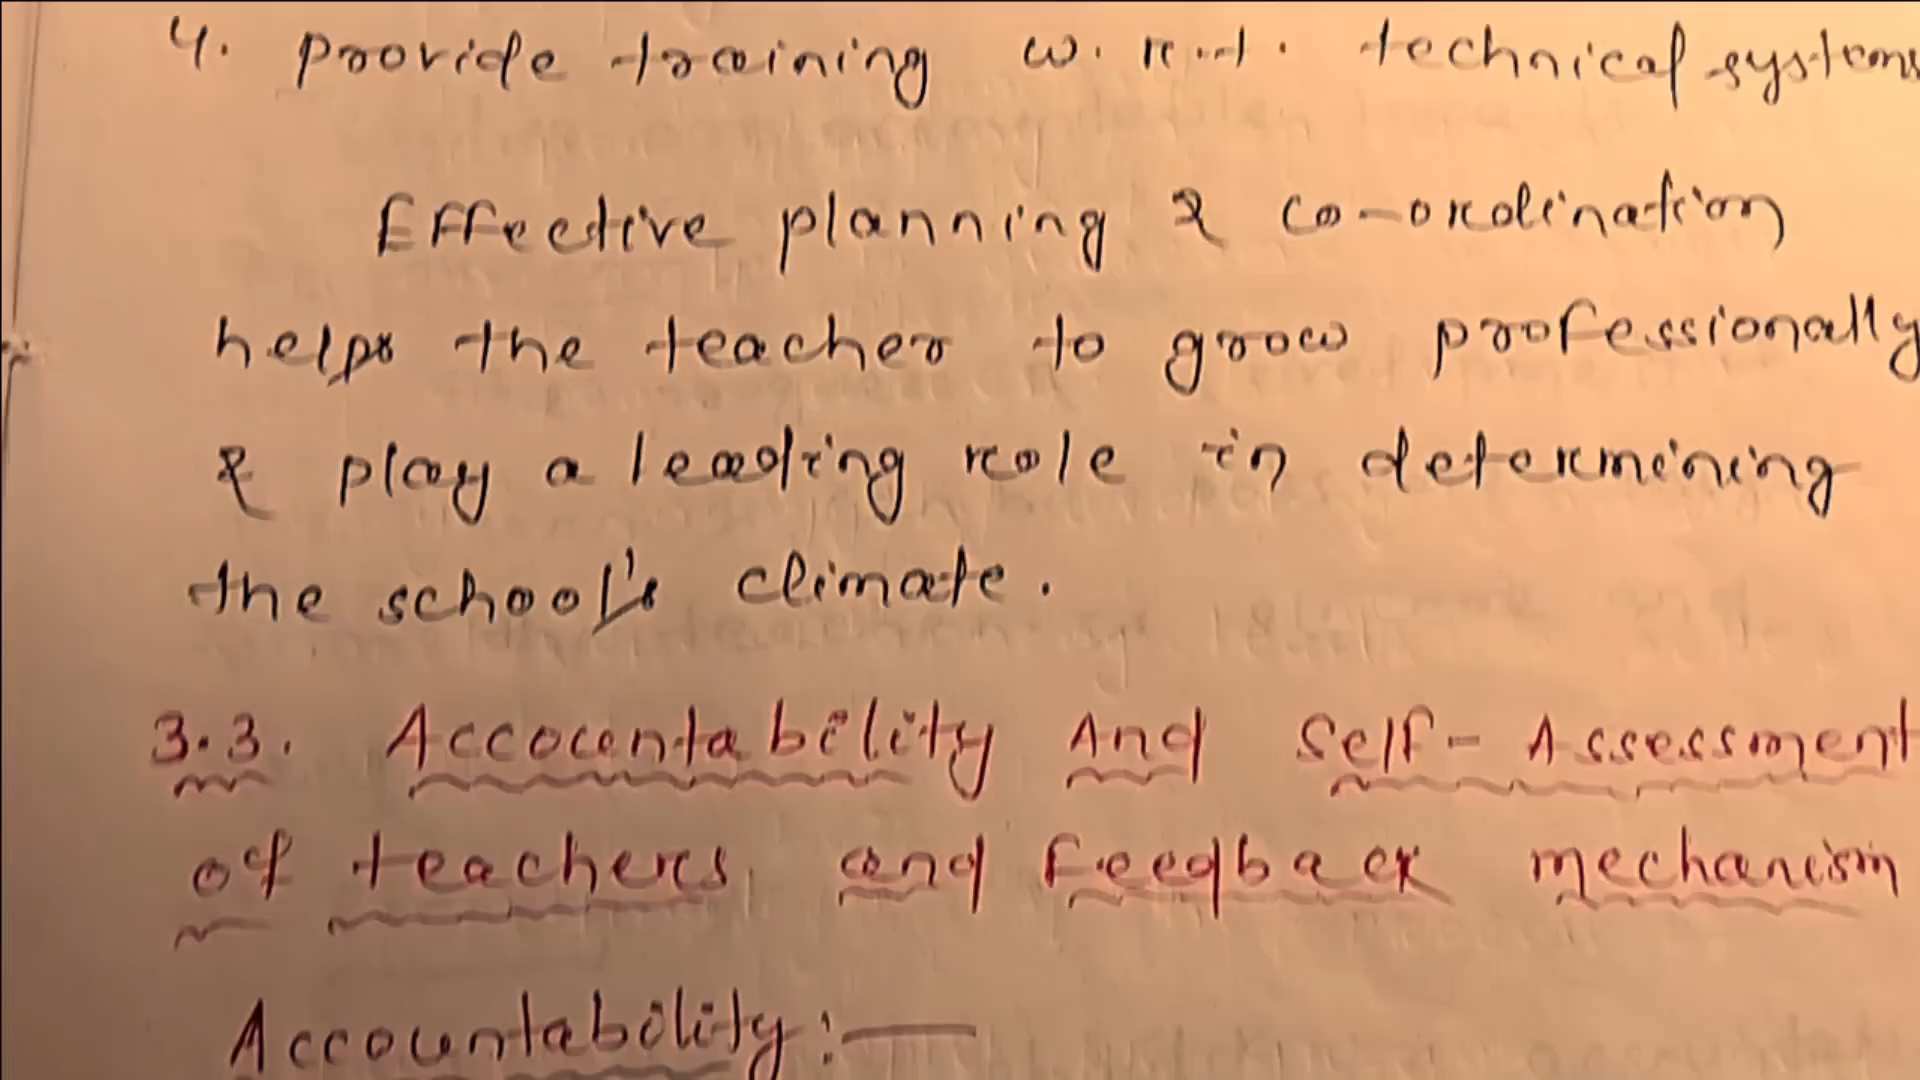 4. Provide training w.r.t. technical systems
Effective planning & co-ordination
helps the teacher to grow professionally
& play a leading role in determining
the school's climate.
3.3. Accountability And Self-Assessment
of teachers and Feedback mechanism
Accountability:—